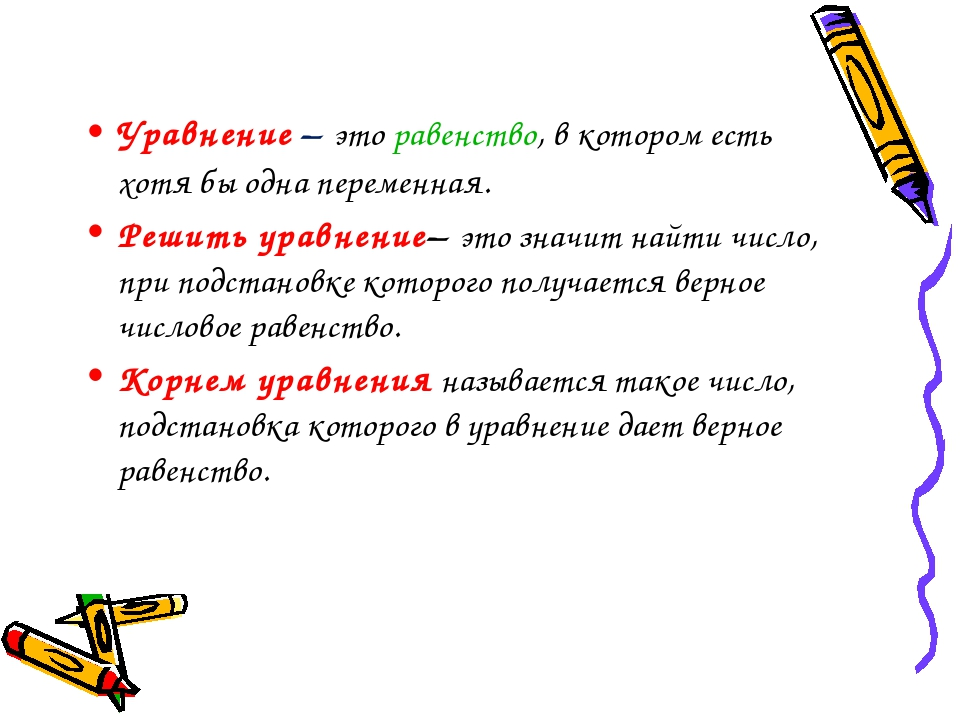 • Уравнение – это равенство, в котором есть
хотя бы одна переменная.
• Решить уравнение– это значит найти число,
при подстановке которого получается верное
числовое равенство.
• Корнем уравнения называется такое число,
подстановка которого в уравнение дает верное
равенство.